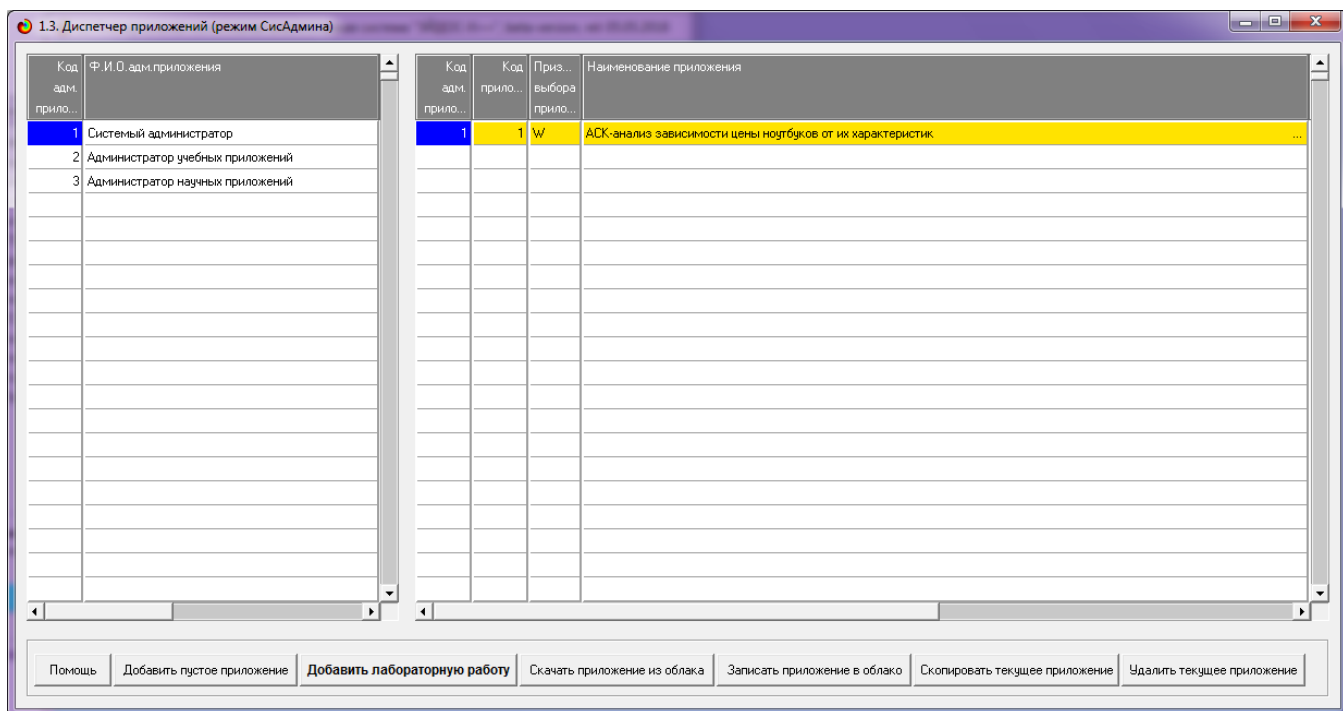 1.3. Диспетчер приложений (режим СисАдмина)
Код адм. прило...
Ф.И.О.адм.приложения
1 Системый администратор
2 Администратор учебных приложений
3 Администратор научных приложений
Код адм. прило...
Код прило...
Приз... выбора прило...
Наименование приложения
1 1 W АСК-анализ зависимости цены ноутбуков от их характеристик ...
Помощь
Добавить пустое приложение
Добавить лабораторную работу
Скачать приложение из облака
Записать приложение в облако
Скопировать текущее приложение
Удалить текущее приложение